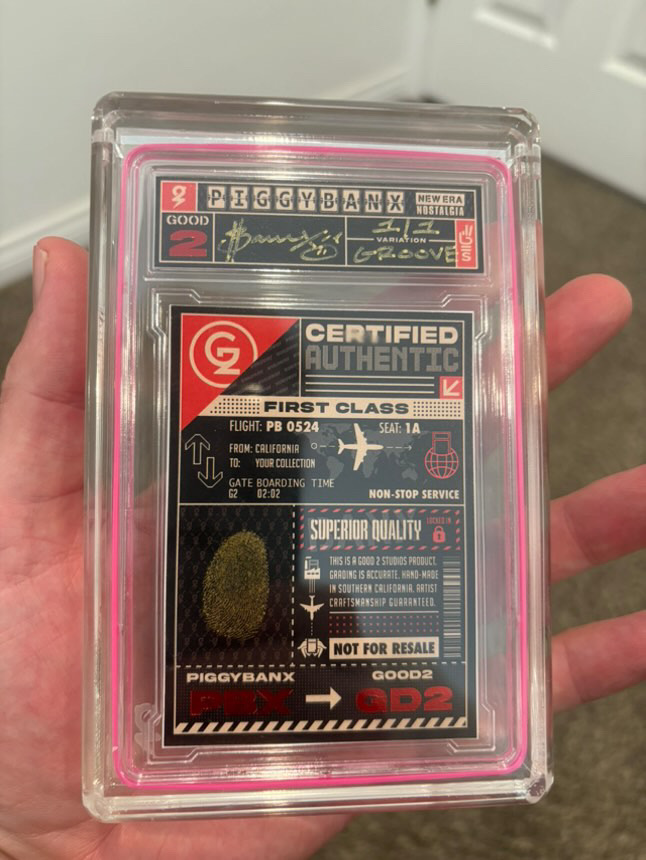 PIGGYBANX
NEW ERA
NOSTALGIA
GOOD
2
1/1
VARIATION
GROOVE
G2
CERTIFIED
AUTHENTIC
FIRST CLASS
FLIGHT: PB 0524 SEAT: 1A
FROM: CALIFORNIA
TO: YOUR COLLECTION
GATE BOARDING TIME
G2 02:02
NON-STOP SERVICE
SUPERIOR QUALITY
LOCKED IN
THIS IS A GOOD 2 STUDIOS PRODUCT.
GRADING IS ACCURATE. HAND-MADE
IN SOUTHERN CALIFORNIA. ARTIST
CRAFTSMANSHIP GUARANTEED.
NOT FOR RESALE
PIGGYBANX GOOD2
PBX → GD2